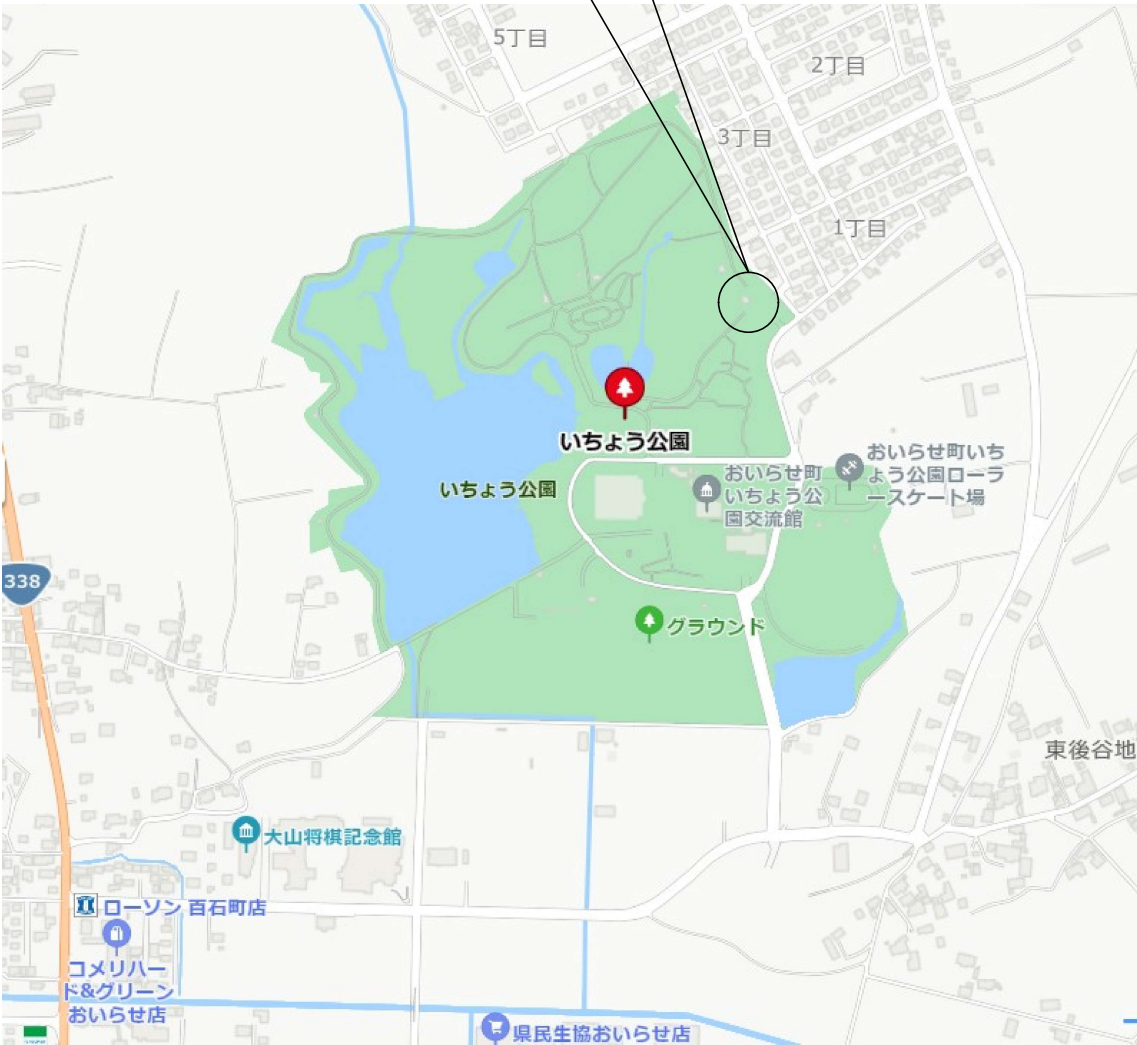 5丁目
2丁目
3丁目
1丁目
いちょう公園
いちょう公園
おいらせ町
いちょう公
園交流館
おいらせ町いち
ょう公園ローラ
ースケート場
338
グラウンド
東後谷地
大山将棋記念館
ローソン 百石町店
コメリハー
ド&グリーン
おいらせ店
県民生協おいらせ店